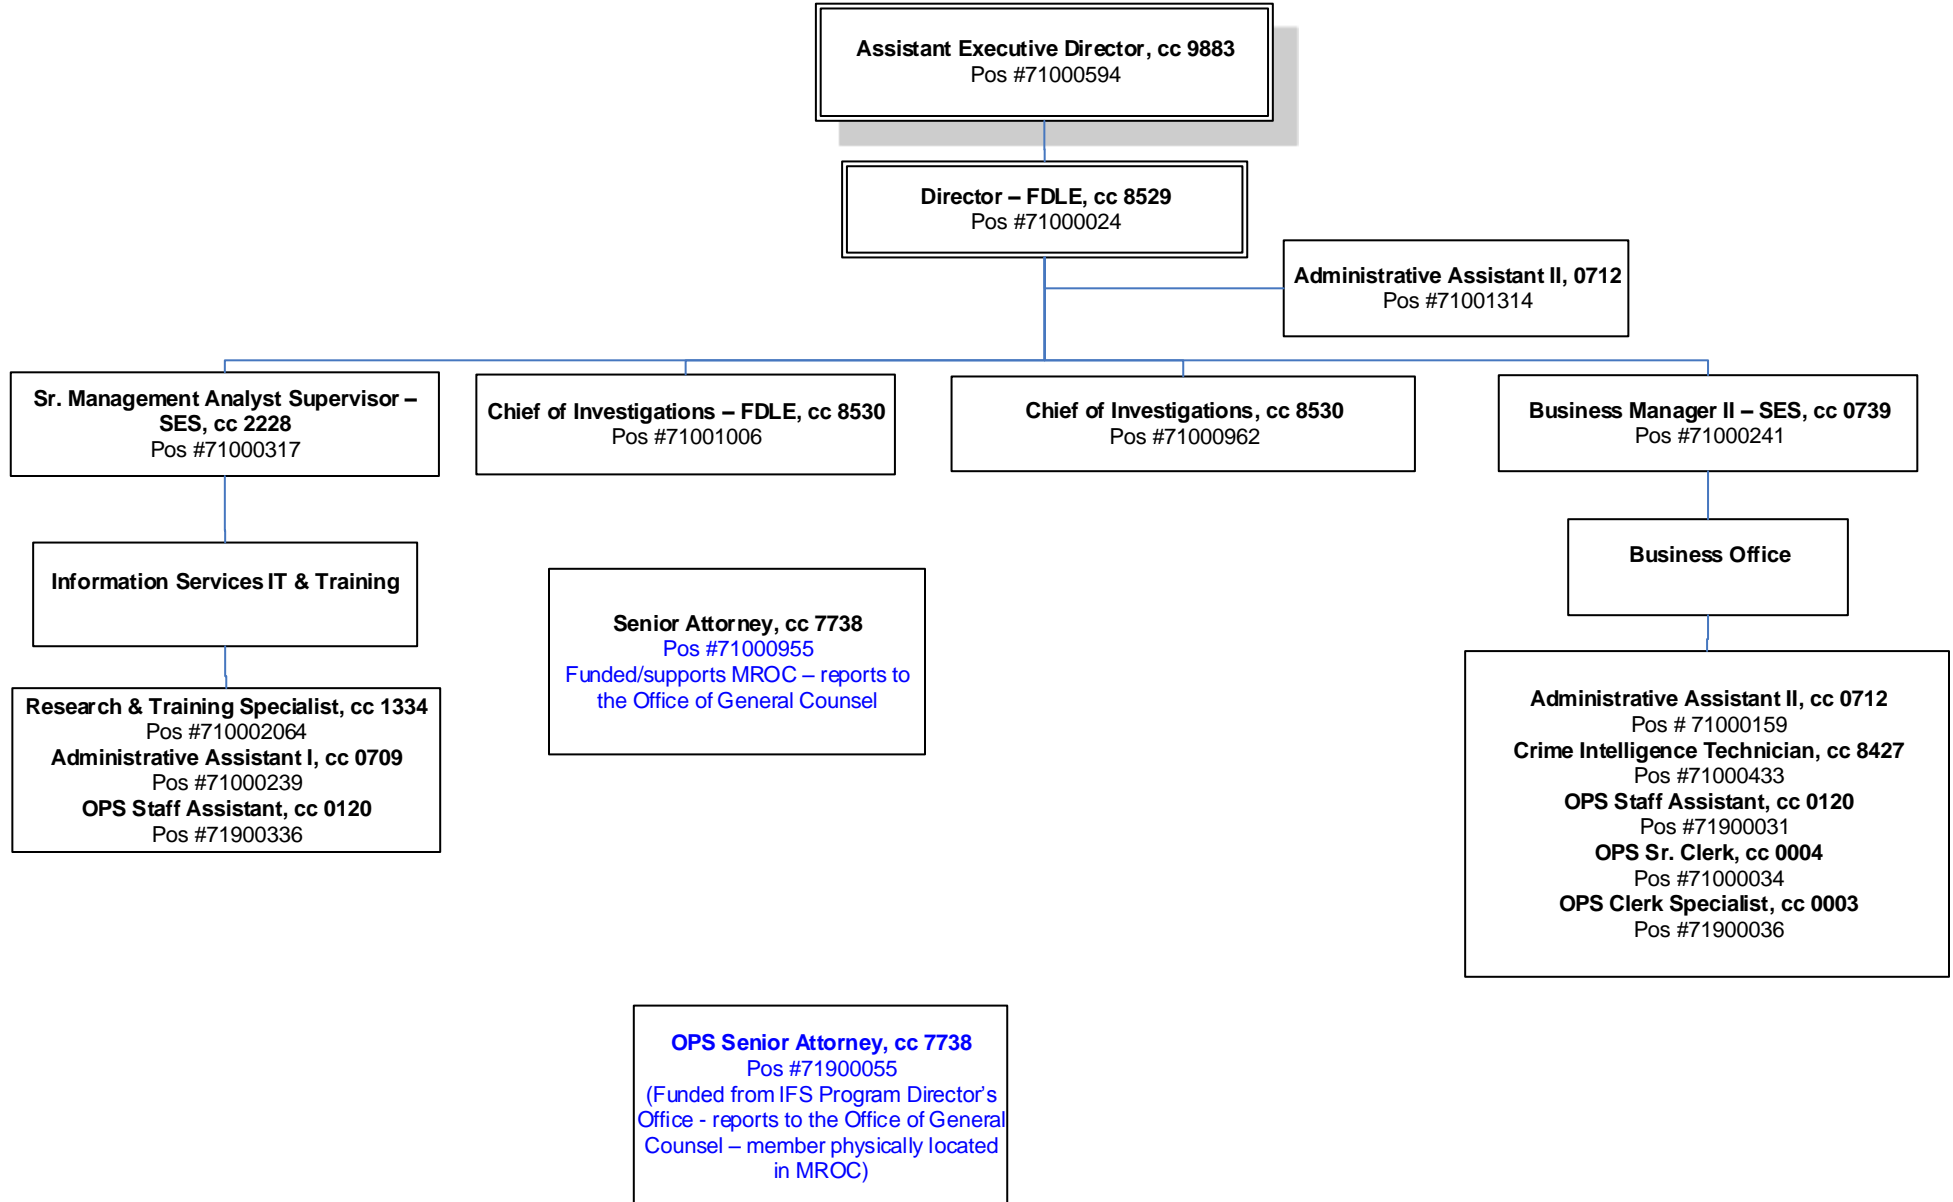 Assistant Executive Director, cc 9883
Pos #71000594
Director – FDLE, cc 8529
Pos #71000024
Administrative Assistant II, 0712
Pos #71001314
Sr. Management Analyst Supervisor –
SES, cc 2228
Pos #71000317
Chief of Investigations – FDLE, cc 8530
Pos #71001006
Chief of Investigations, cc 8530
Pos #71000962
Business Manager II – SES, cc 0739
Pos #71000241
Information Services IT & Training
Senior Attorney, cc 7738
Pos #71000955
Funded/supports MROC – reports to
the Office of General Counsel
Business Office
Research & Training Specialist, cc 1334
Pos #710002064
Administrative Assistant I, cc 0709
Pos #71000239
OPS Staff Assistant, cc 0120
Pos #71900336
Administrative Assistant II, cc 0712
Pos # 71000159
Crime Intelligence Technician, cc 8427
Pos #71000433
OPS Staff Assistant, cc 0120
Pos #71900031
OPS Sr. Clerk, cc 0004
Pos #71000034
OPS Clerk Specialist, cc 0003
Pos #71900036
OPS Senior Attorney, cc 7738
Pos #71900055
(Funded from IFS Program Director's
Office - reports to the Office of General
Counsel – member physically located
in MROC)